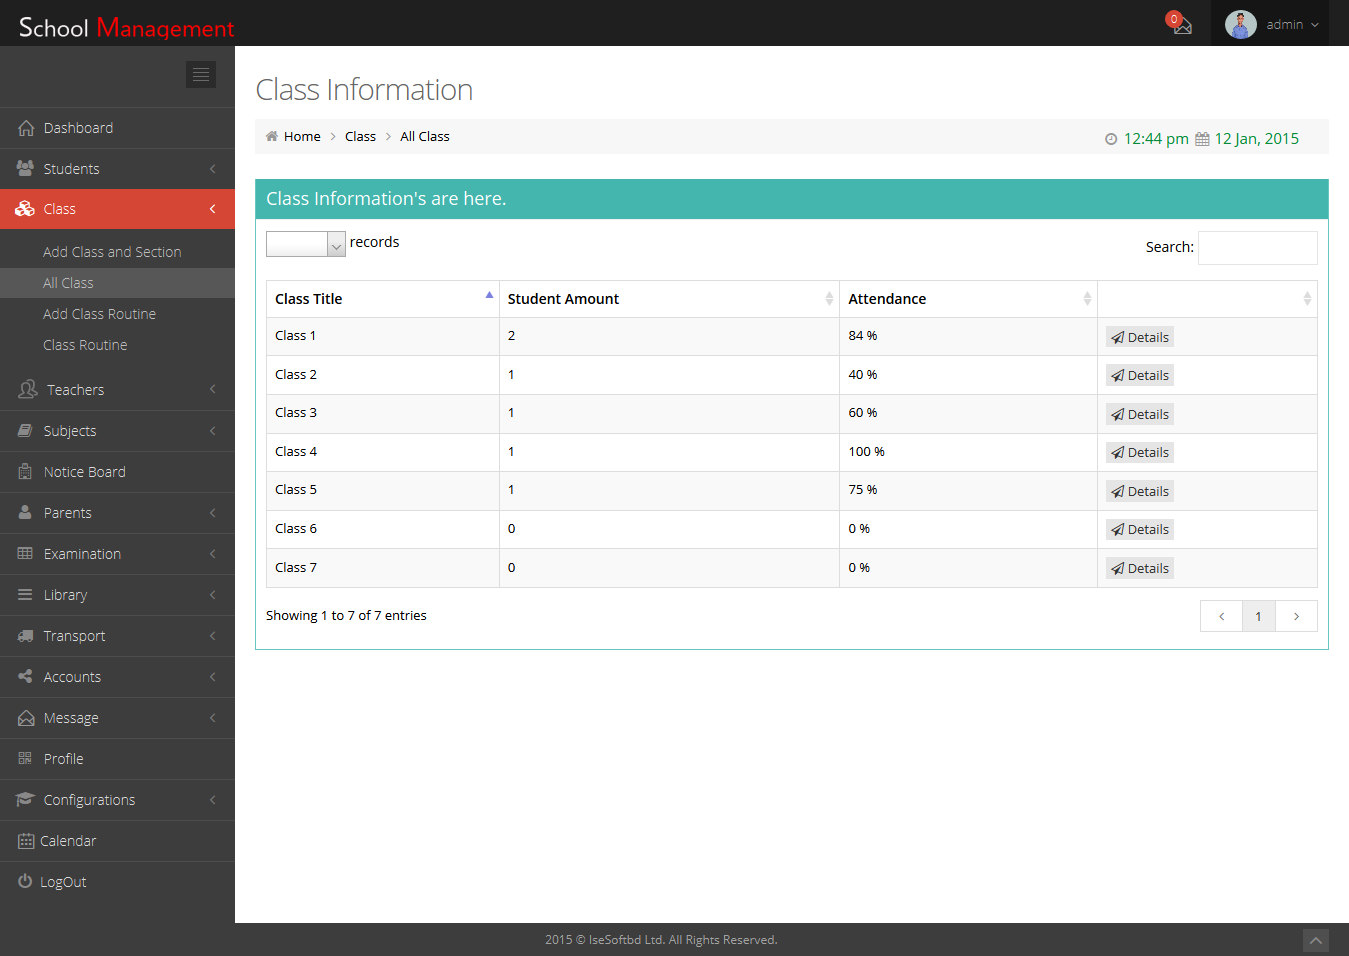 School Management
0
admin
Dashboard
Students
Class
Add Class and Section
All Class
Add Class Routine
Class Routine
Teachers
Subjects
Notice Board
Parents
Examination
Library
Transport
Accounts
Message
Profile
Configurations
Calendar
LogOut
Class Information
Home > Class > All Class
12:44 pm 12 Jan, 2015
Class Information's are here.
records
Search:
Class Title Student Amount Attendance
Class 1 2 84 % Details
Class 2 1 40 % Details
Class 3 1 60 % Details
Class 4 1 100 % Details
Class 5 1 75 % Details
Class 6 0 0 % Details
Class 7 0 0 % Details
Showing 1 to 7 of 7 entries
< 1 >
2015 © IseSoftbd Ltd. All Rights Reserved.